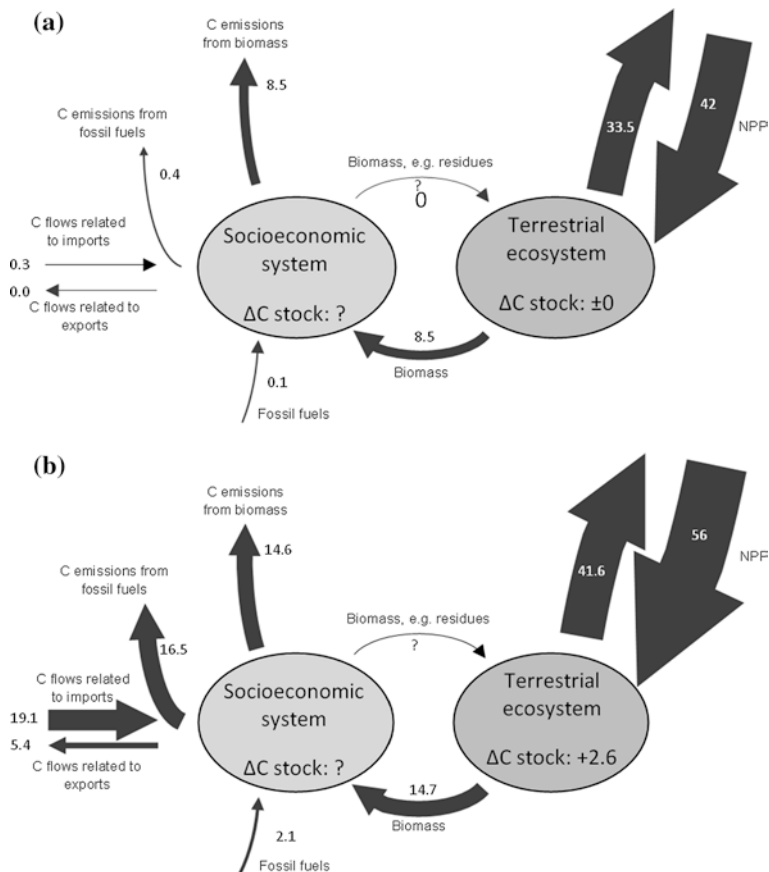 (a)
C emissions
from biomass
8.5
C emissions from
fossil fuels
0.4
33.5
42
NPP
Biomass, e.g. residues
?
0
C flows related
to imports
0.3
0.0
C flows related to
exports
Socioeconomic
system
ΔC stock: ?
Terrestrial
ecosystem
ΔC stock: ±0
8.5
Biomass
0.1
Fossil fuels
(b)
C emissions
from biomass
14.6
C emissions from
fossil fuels
16.5
41.6
56
NPP
Biomass, e.g. residues
?
C flows related
to imports
19.1
5.4
C flows related to
exports
Socioeconomic
system
ΔC stock: ?
Terrestrial
ecosystem
ΔC stock: +2.6
14.7
Biomass
2.1
Fossil fuels